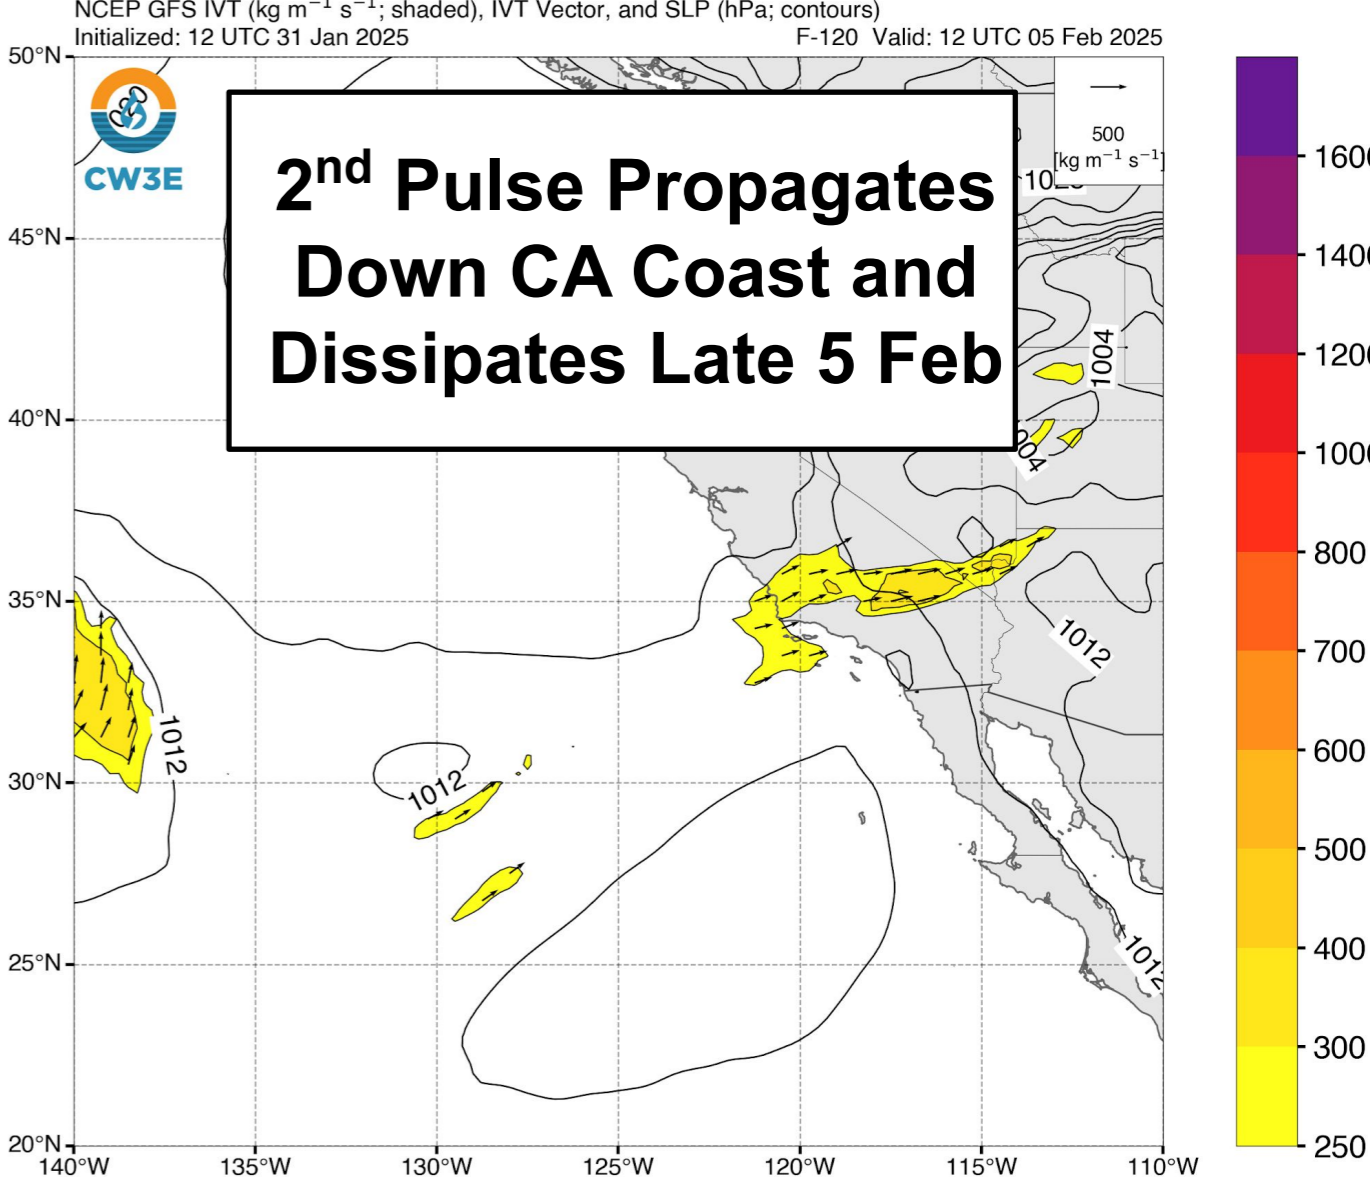 NCEP GFS IVT (kg m⁻¹ s⁻¹; shaded), IVT Vector, and SLP (hPa; contours)
Initialized: 12 UTC 31 Jan 2025
F-120 Valid: 12 UTC 05 Feb 2025
50°N
45°N
40°N
35°N
30°N
25°N
20°N
140°W
135°W
130°W
125°W
120°W
115°W
110°W
CW3E
2nd Pulse Propagates
Down CA Coast and
Dissipates Late 5 Feb
500
[kg m⁻¹ s⁻¹]
1004
1012
1012
1012
1012
1600
1400
1200
1000
800
700
600
500
400
300
250